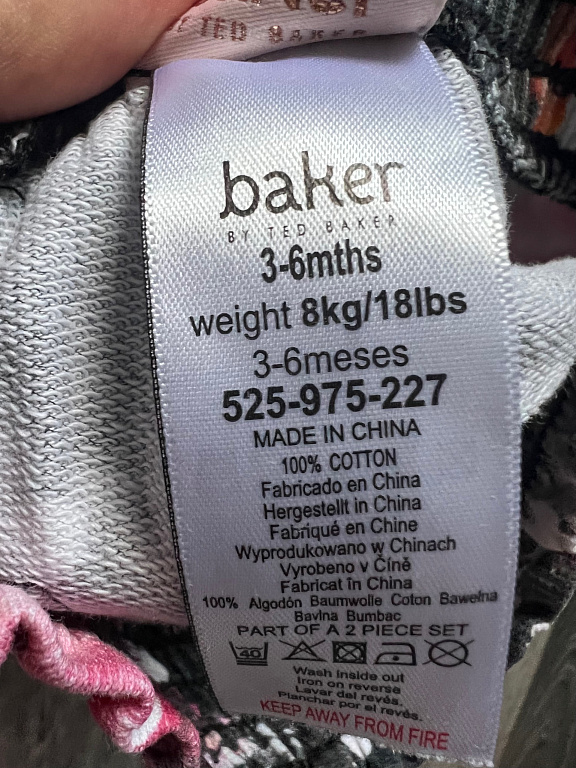 TED BAKER
baker
BY TED BAKER
3-6mths
weight 8kg/18lbs
3-6meses
525-975-227
MADE IN CHINA
100% COTTON
Fabricado en China
Hergestellt in China
Fabriqué en Chine
Wyprodukowano w Chinach
Vyrobeno v Číně
Fabricat în China
100% Algodón Baumwolle Coton Bawełna
Bavlna Bumbac
PART OF A 2 PIECE SET
40
Wash inside out
Iron on reverse
Lavar del revés.
Planchar por el revés.
KEEP AWAY FROM FIRE